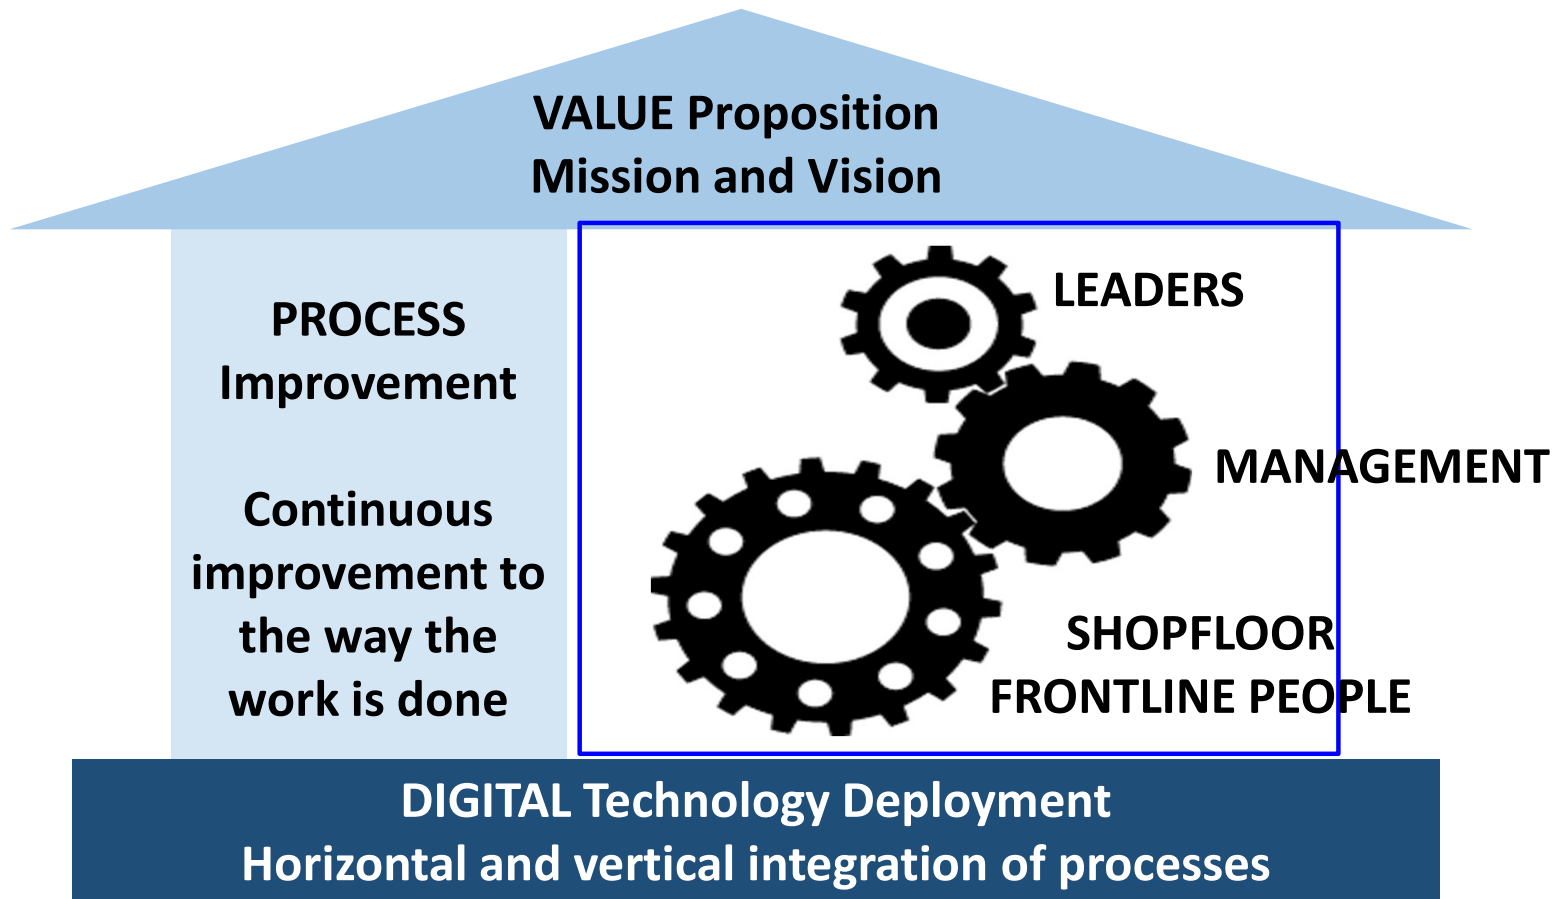 VALUE Proposition
Mission and Vision
PROCESS
Improvement
Continuous
improvement to
the way the
work is done
LEADERS
MANAGEMENT
SHOPFLOOR
FRONTLINE PEOPLE
DIGITAL Technology Deployment
Horizontal and vertical integration of processes